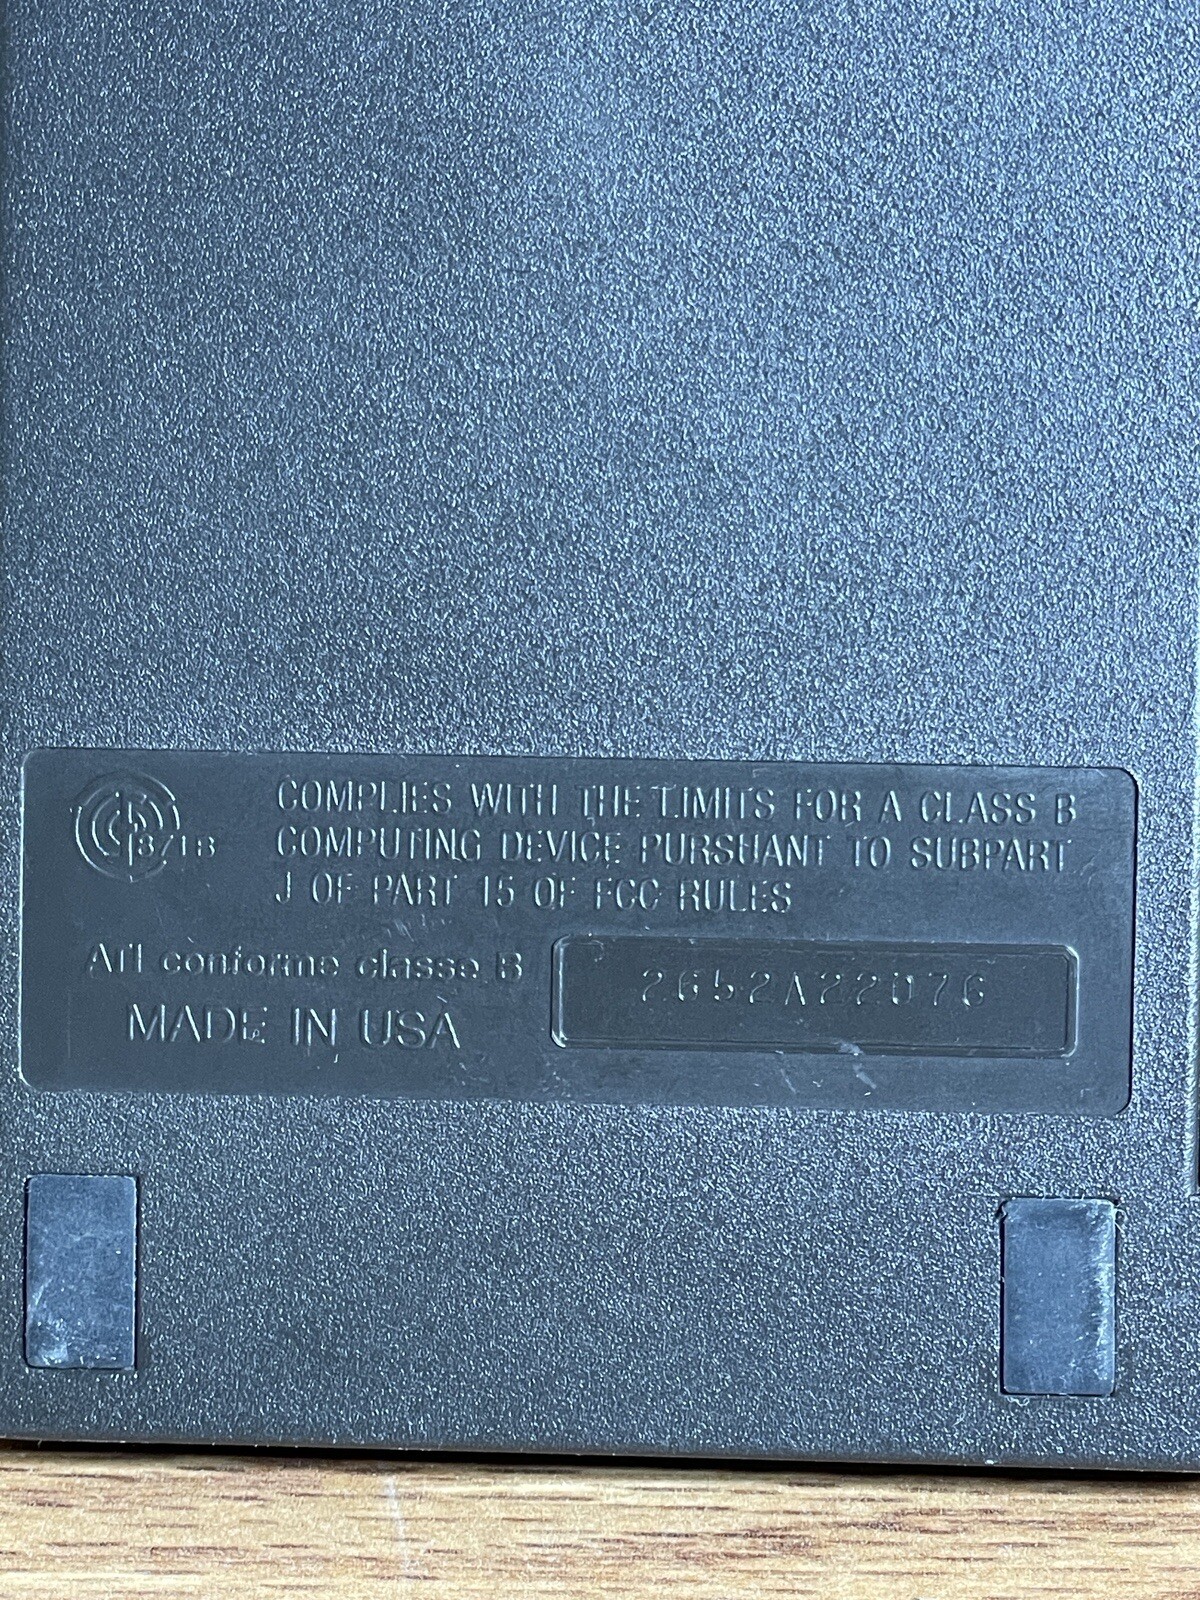 871B
COMPLIES WITH THE LIMITS FOR A CLASS B
COMPUTING DEVICE PURSUANT TO SUBPART
J OF PART 15 OF FCC RULES
conforme classe B
2652A22076
MADE IN USA